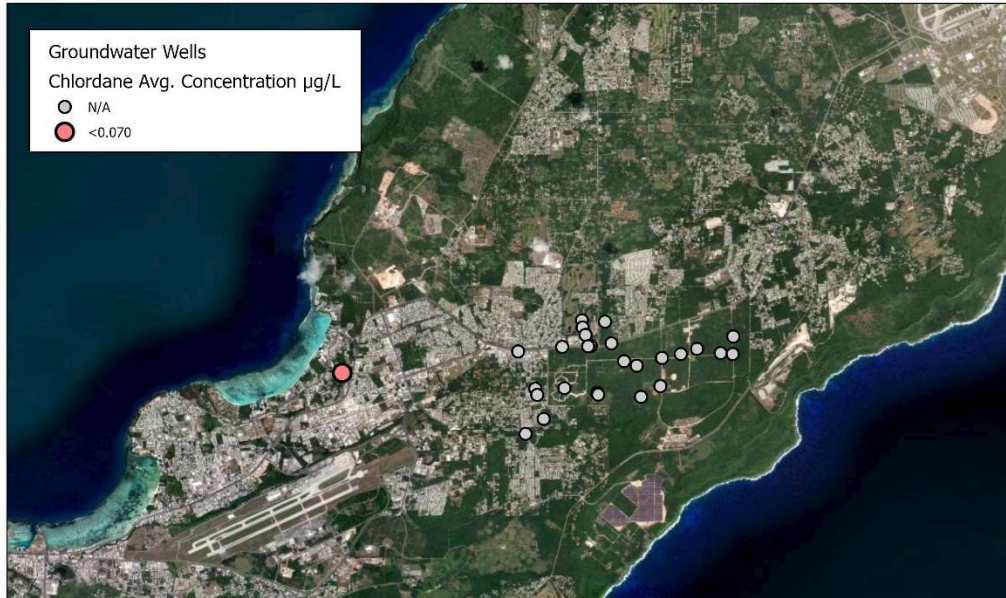 Groundwater Wells
Chlordane Avg. Concentration µg/L
N/A
<0.070